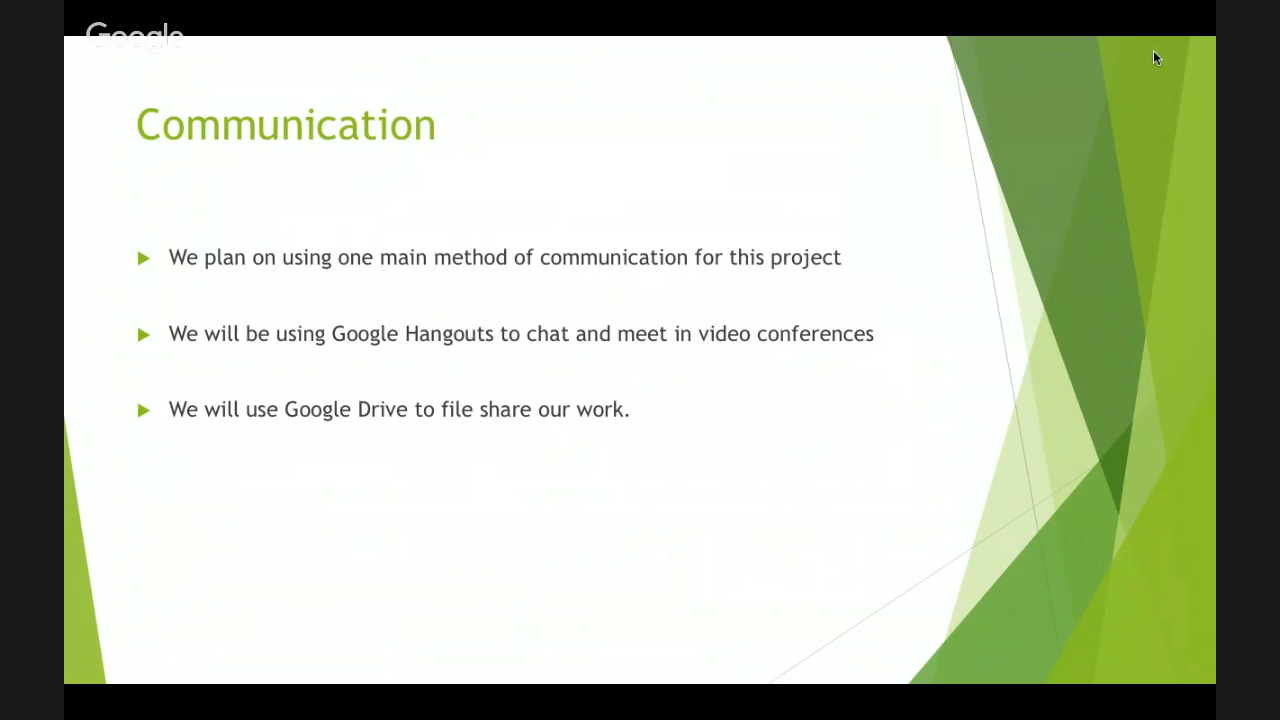 Google
Communication
We plan on using one main method of communication for this project
We will be using Google Hangouts to chat and meet in video conferences
We will use Google Drive to file share our work.